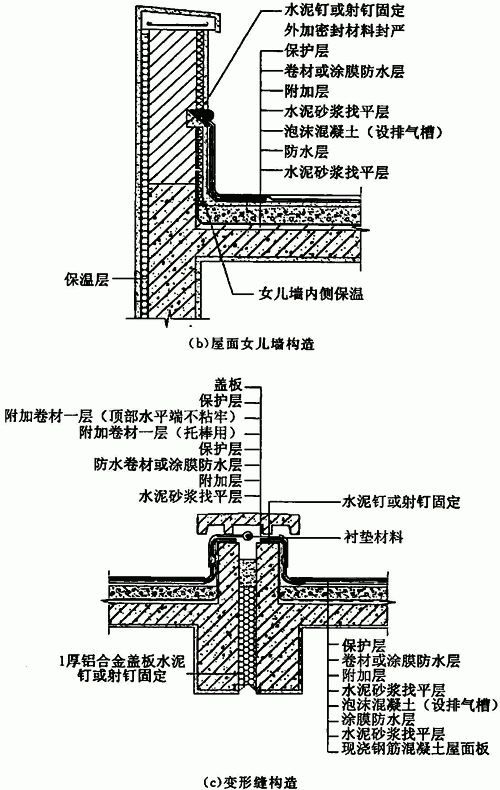 水泥钉或射钉固定
外加密封材料封严
保护层
卷材或涂膜防水层
附加层
水泥砂浆找平层
泡沫混凝土（设排气槽）
防水层
水泥砂浆找平层
保温层
女儿墙内侧保温
(b)屋面女儿墙构造
盖板
保护层
附加卷材一层（顶部水平端不粘牢）
附加卷材一层（托棒用）
保护层
防水卷材或涂膜防水层
附加层
水泥砂浆找平层
水泥钉或射钉固定
衬垫材料
1厚铝合金盖板水泥
钉或射钉固定
保护层
卷材或涂膜防水层
附加层
水泥砂浆找平层
泡沫混凝土（设排气槽）
涂膜防水层
水泥砂浆找平层
现浇钢筋混凝土屋面板
(c)变形缝构造